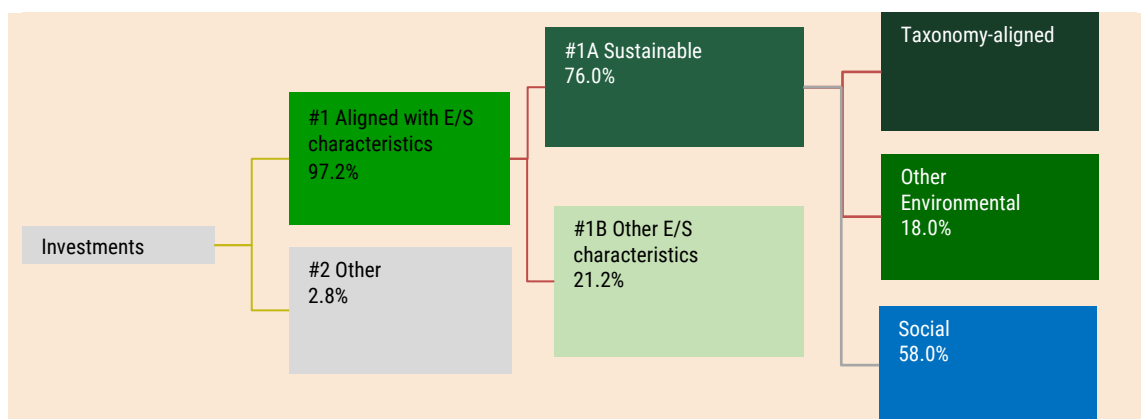 Investments
#1 Aligned with E/S
characteristics
97.2%
#2 Other
2.8%
#1A Sustainable
76.0%
#1B Other E/S
characteristics
21.2%
Taxonomy-aligned
Other
Environmental
18.0%
Social
58.0%